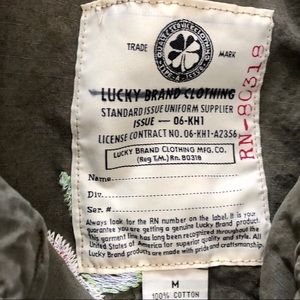 TRADE MARK
LUCKY BRAND CLOTHING
STANDARD ISSUE UNIFORM SUPPLIER
ISSUE — 06-KH1
LICENSE CONTRACT NO. 06-KH1-A2356
LUCKY BRAND CLOTHING MFG. CO.
(Reg T.M.) Rn. 80318
Name
Div.
Ser. #
Always look for the RN number on the label. It is your
guarantee you are getting a genuine Lucky Brand product.
This garment line has long been recognized throughout the
United States of America for superior quality and
Lucky Brand products are made with pride and craftsmanship.
RN-80318
M
100% COTTON